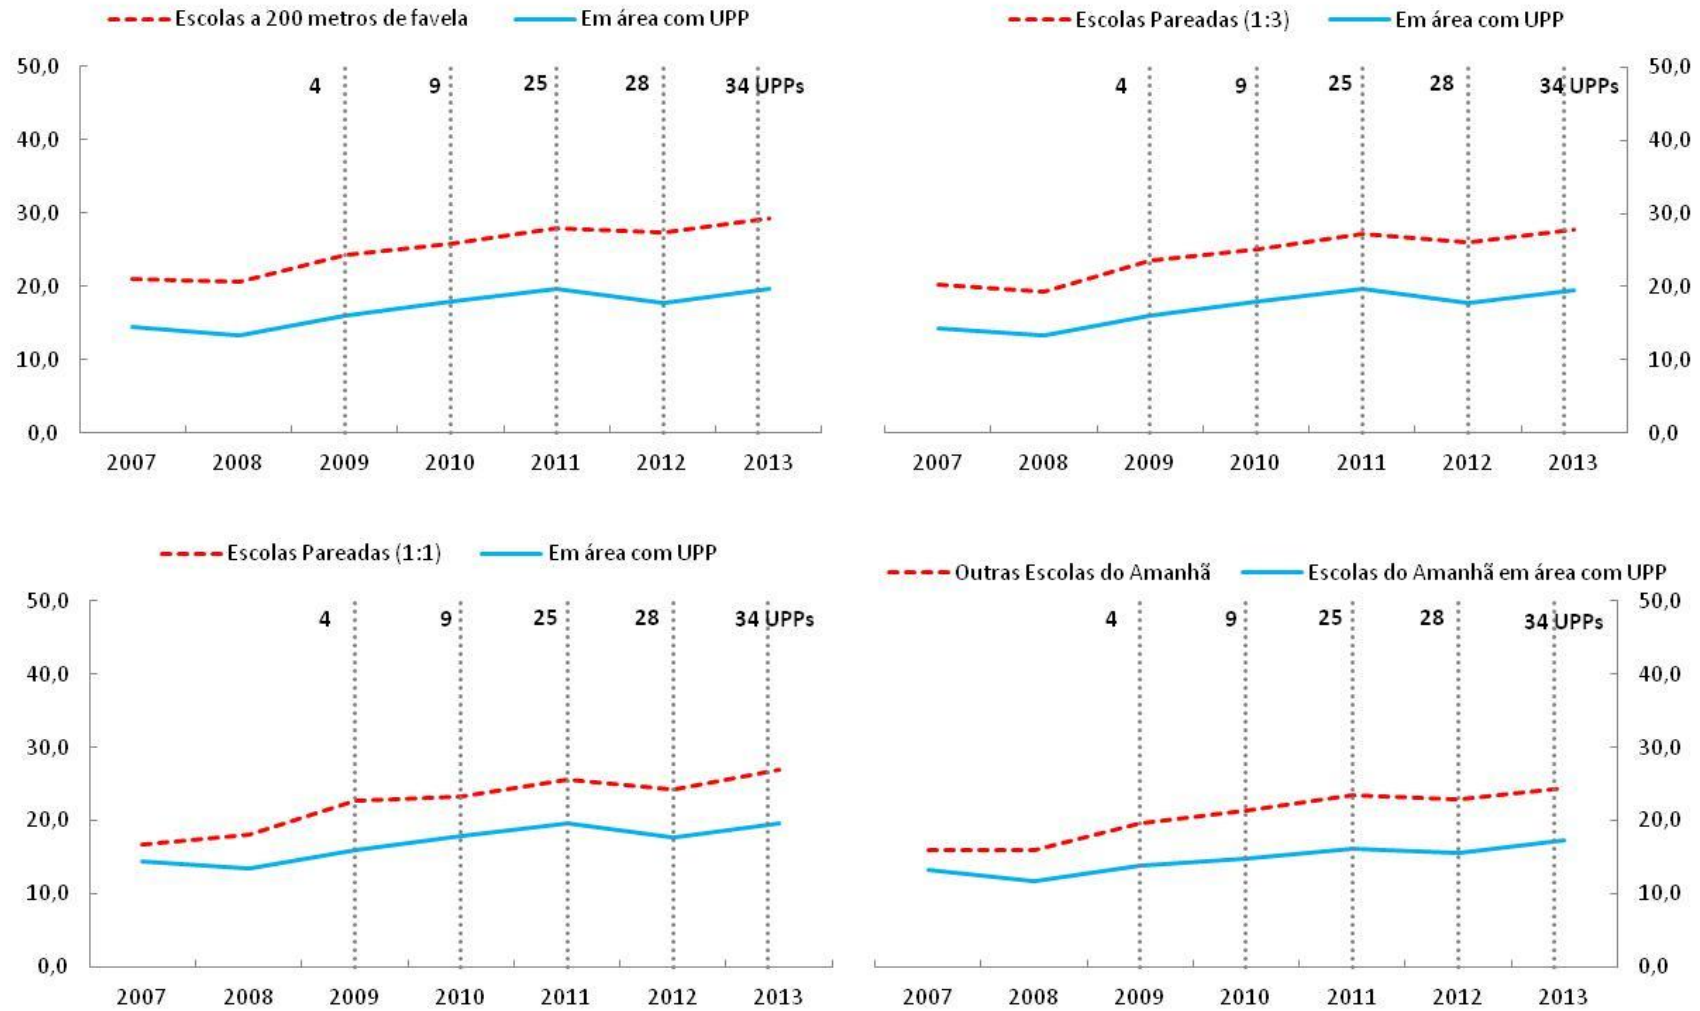 Escolas a 200 metros de favela Em área com UPP
50,0 4 9 25 28 34 UPPs
40,0
30,0
20,0
10,0
0,0
2007 2008 2009 2010 2011 2012 2013
Escolas Pareadas (1:3) Em área com UPP
4 9 25 28 34 UPPs 50,0
40,0
30,0
20,0
10,0
0,0
2007 2008 2009 2010 2011 2012 2013
Escolas Pareadas (1:1) Em área com UPP
50,0 4 9 25 28 34 UPPs
40,0
30,0
20,0
10,0
0,0
2007 2008 2009 2010 2011 2012 2013
Outras Escolas do Amanhã Escolas do Amanhã em área com UPP
4 9 25 28 34 UPPs 50,0
40,0
30,0
20,0
10,0
0,0
2007 2008 2009 2010 2011 2012 2013